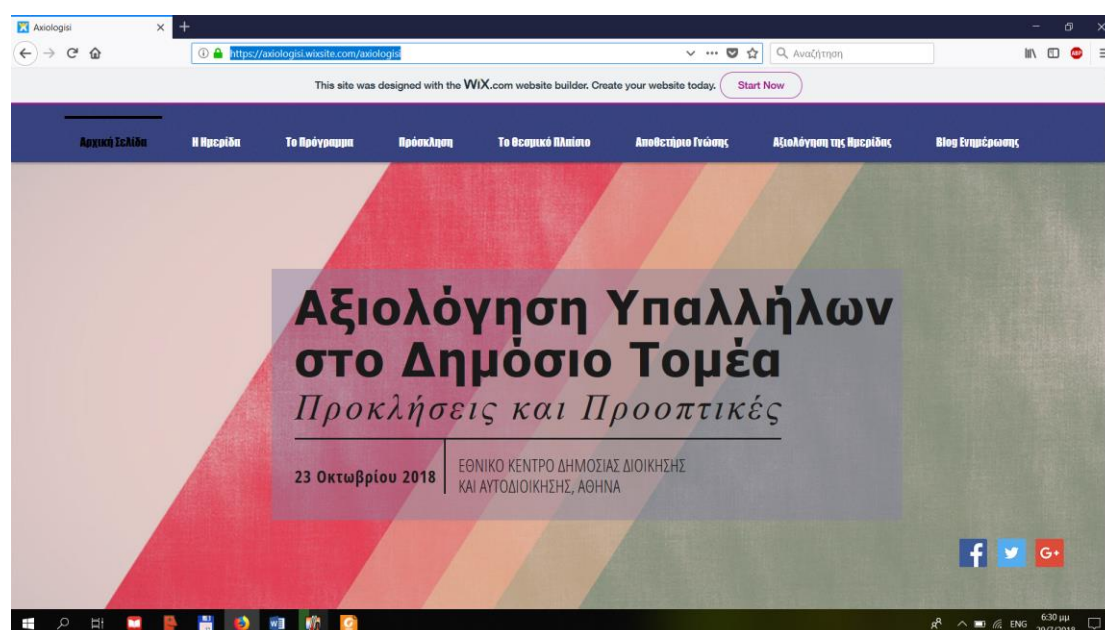 Axiologisi
https://axiologisi.wixsite.com/axiologisi
Αναζήτηση
ABP
This site was designed with the WiX.com website builder. Create your website today. Start Now
Αρχική Σελίδα Η Ημερίδα Το Πρόγραμμα Πρόσκληση Το Θεσμικό Πλαίσιο Αποθετήριο Γνώσης Αξιολόγηση της Ημερίδας Blog Ενημέρωσης
Αξιολόγηση Υπαλλήλων
στο Δημόσιο Τομέα
Προκλήσεις και Προοπτικές
23 Οκτωβρίου 2018
ΕΘΝΙΚΟ ΚΕΝΤΡΟ ΔΗΜΟΣΙΑΣ ΔΙΟΙΚΗΣΗΣ
ΚΑΙ ΑΥΤΟΔΙΟΙΚΗΣΗΣ, ΑΘΗΝΑ
G+
ENG
6:30 μμ